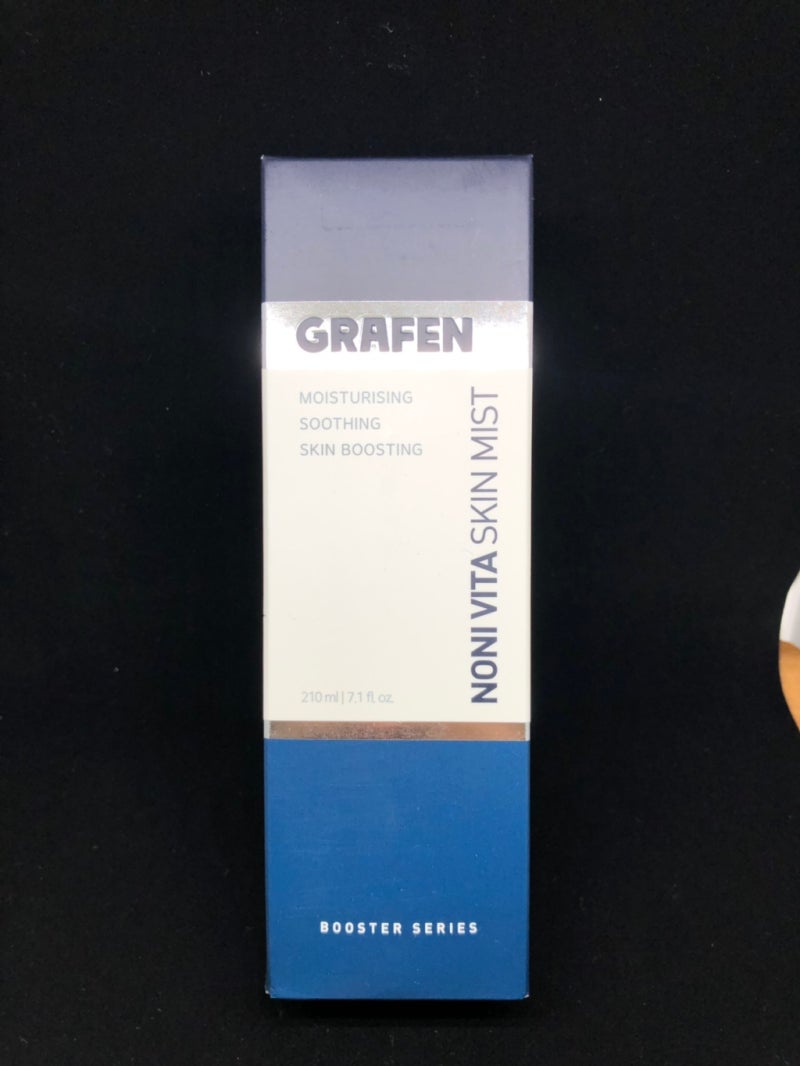 GRAFEN
MOISTURISING
SOOTHING
SKIN BOOSTING
NONI VITA SKIN MIST
210 ml | 7.1 fl. oz.
BOOSTER SERIES